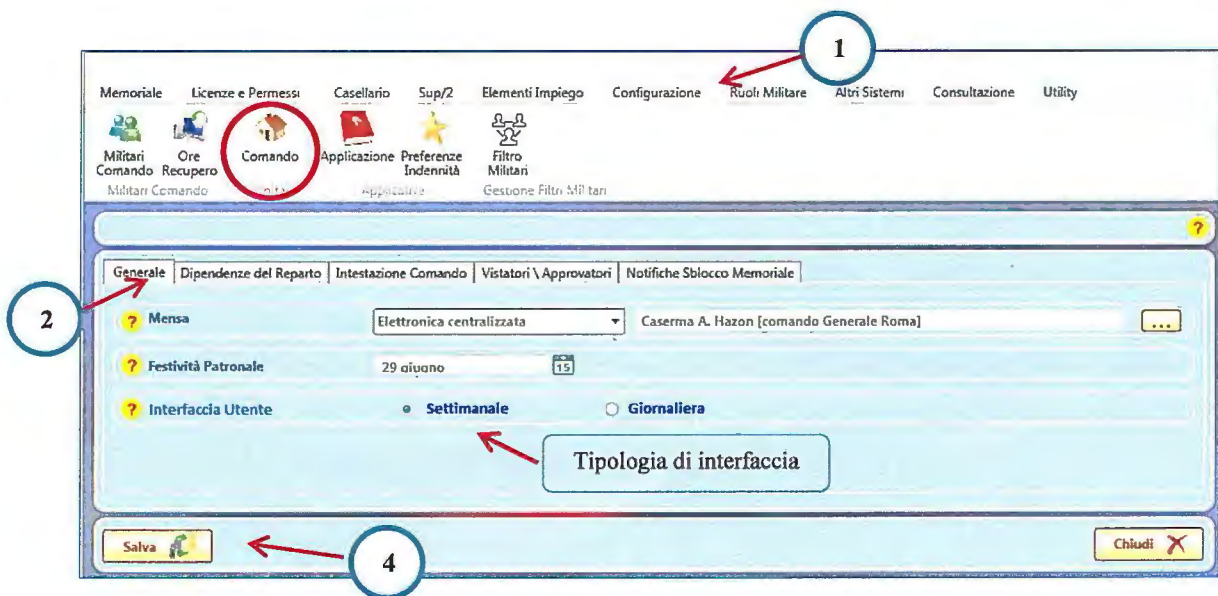 1
Memoriale Licenze e Permessi Casellario Sup/2 Elementi Impiego Configurazione Ruoli Militare Altri Sistemi Consultazione Utility
Militari Comando Ore Recupero Comando Applicazione Preferenze Indennità Filtro Militari
Militari Comando Applicative Gestione Filtri Militari
?
2
Generale Dipendenze del Reparto Intestazione Comando Vistatori \ Approvatori Notifiche Sblocco Memoriale
? Mensa Elettronica centralizzata Caserma A. Hazon [comando Generale Roma] ...
? Festività Patronale 29 giugno 15
? Interfaccia Utente Settimanale Giornaliera
Tipologia di interfaccia
Salva Chiudi
4